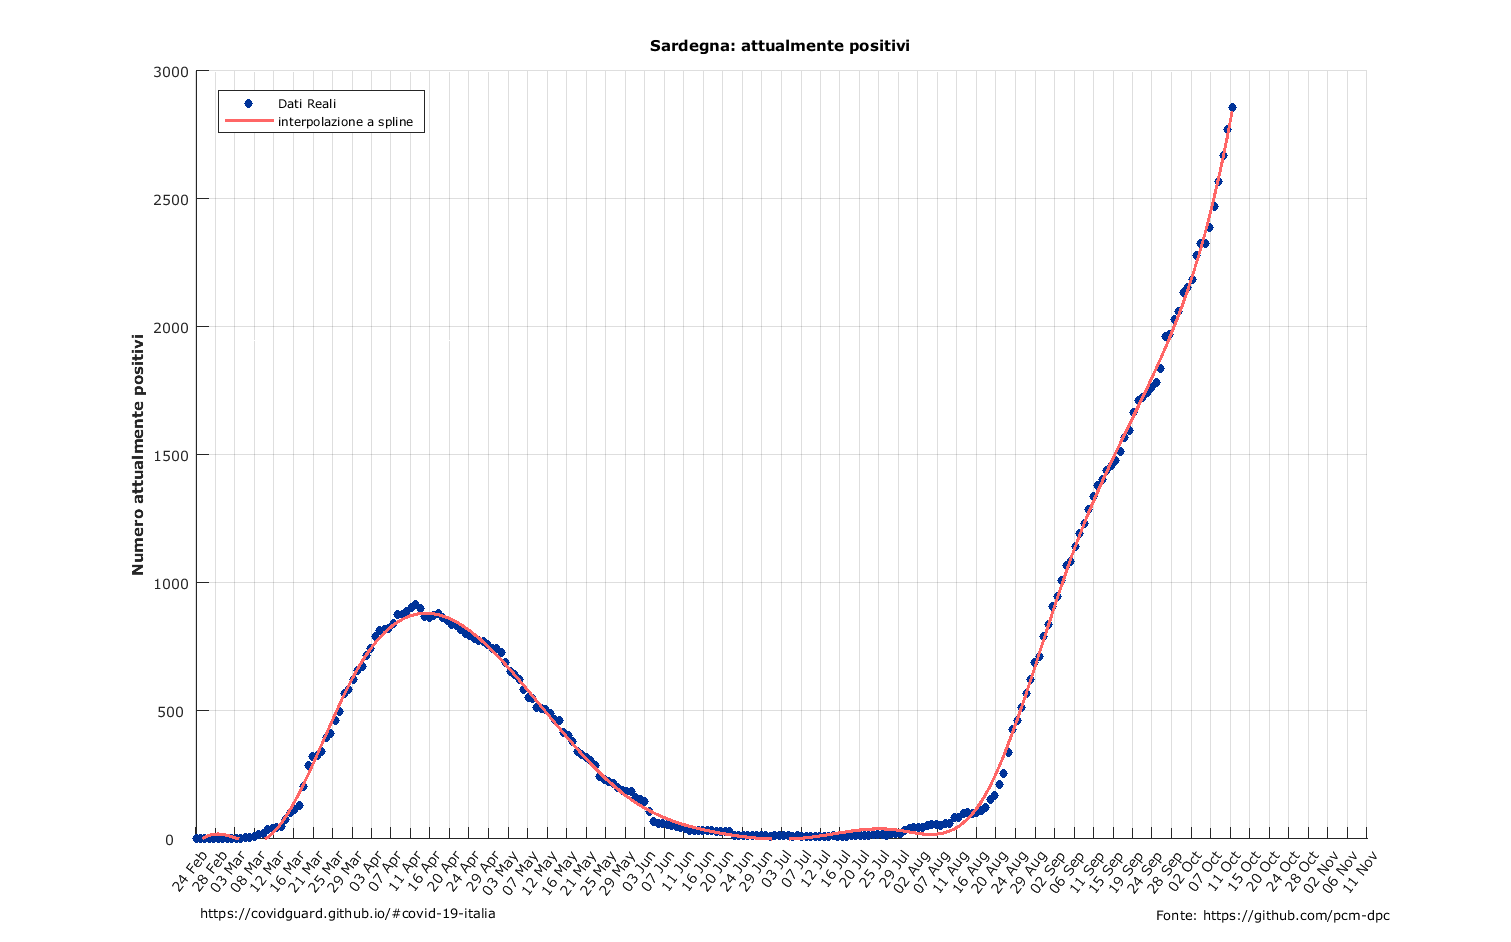 Sardegna: attualmente positivi
Dati Reali
interpolazione a spline
Numero attualmente positivi
3000
2500
2000
1500
1000
500
0
24 Feb
28 Feb
03 Mar
08 Mar
12 Mar
16 Mar
21 Mar
25 Mar
29 Mar
03 Apr
07 Apr
11 Apr
16 Apr
20 Apr
24 Apr
29 Apr
03 May
07 May
12 May
16 May
21 May
25 May
29 May
03 Jun
07 Jun
11 Jun
16 Jun
20 Jun
24 Jun
29 Jun
03 Jul
07 Jul
12 Jul
16 Jul
20 Jul
25 Jul
29 Jul
02 Aug
07 Aug
11 Aug
16 Aug
20 Aug
24 Aug
29 Aug
02 Sep
06 Sep
11 Sep
15 Sep
19 Sep
24 Sep
28 Sep
02 Oct
07 Oct
11 Oct
15 Oct
20 Oct
24 Oct
28 Oct
02 Nov
06 Nov
11 Nov
https://covidguard.github.io/#covid-19-italia
Fonte: https://github.com/pcm-dpc